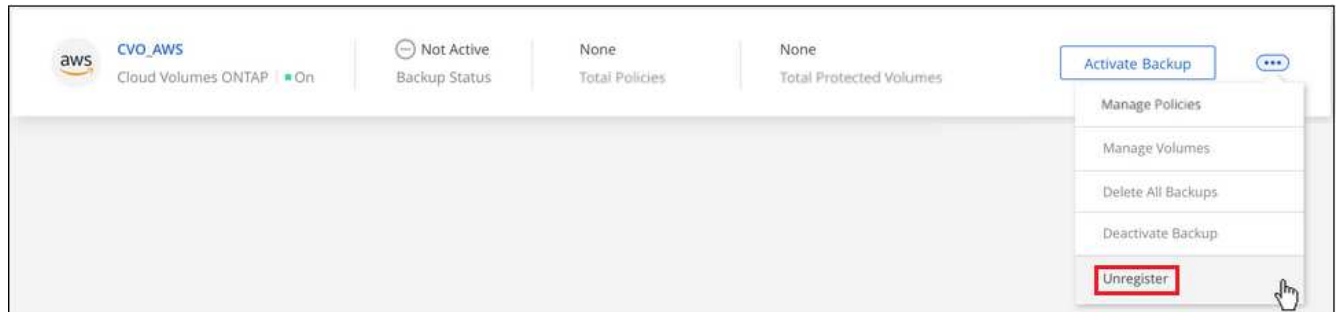 aws
CVO_AWS
Cloud Volumes ONTAP
On
Not Active
Backup Status
None
Total Policies
None
Total Protected Volumes
Activate Backup
Manage Policies
Manage Volumes
Delete All Backups
Deactivate Backup
Unregister